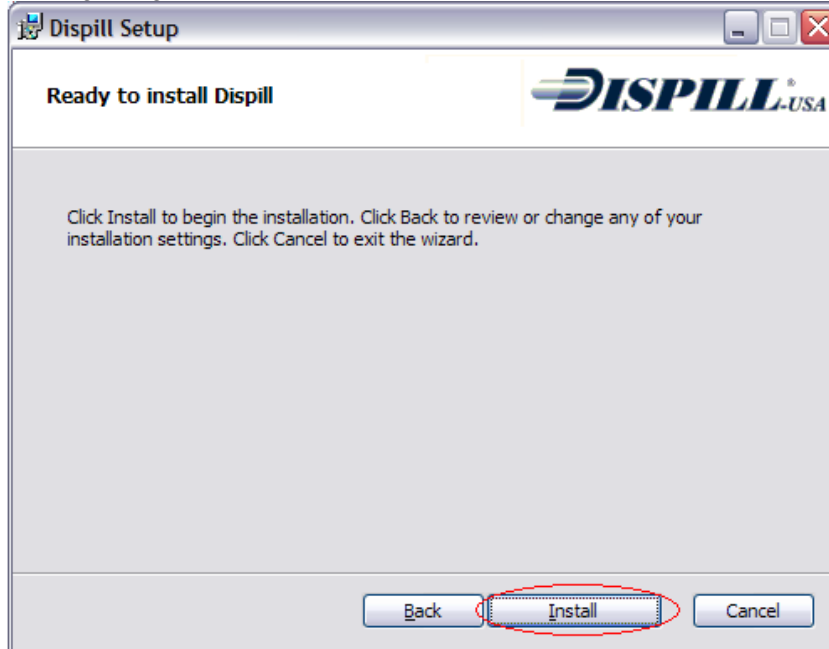 Dispill Setup
Ready to install Dispill
DISPILL®-USA
Click Install to begin the installation. Click Back to review or change any of your
installation settings. Click Cancel to exit the wizard.
Back
Install
Cancel